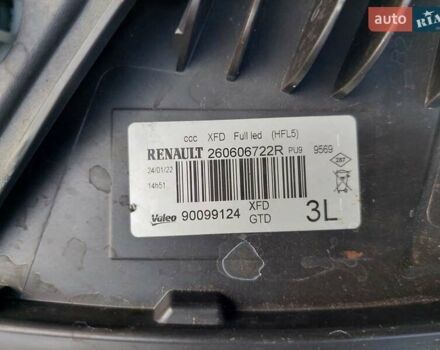 auto RIA
ccc XFD Full led (HFL5)
RENAULT 260606722R PU9 9569
24/01/22
14h51
287
Valeo 90099124 XFD
GTD
3L